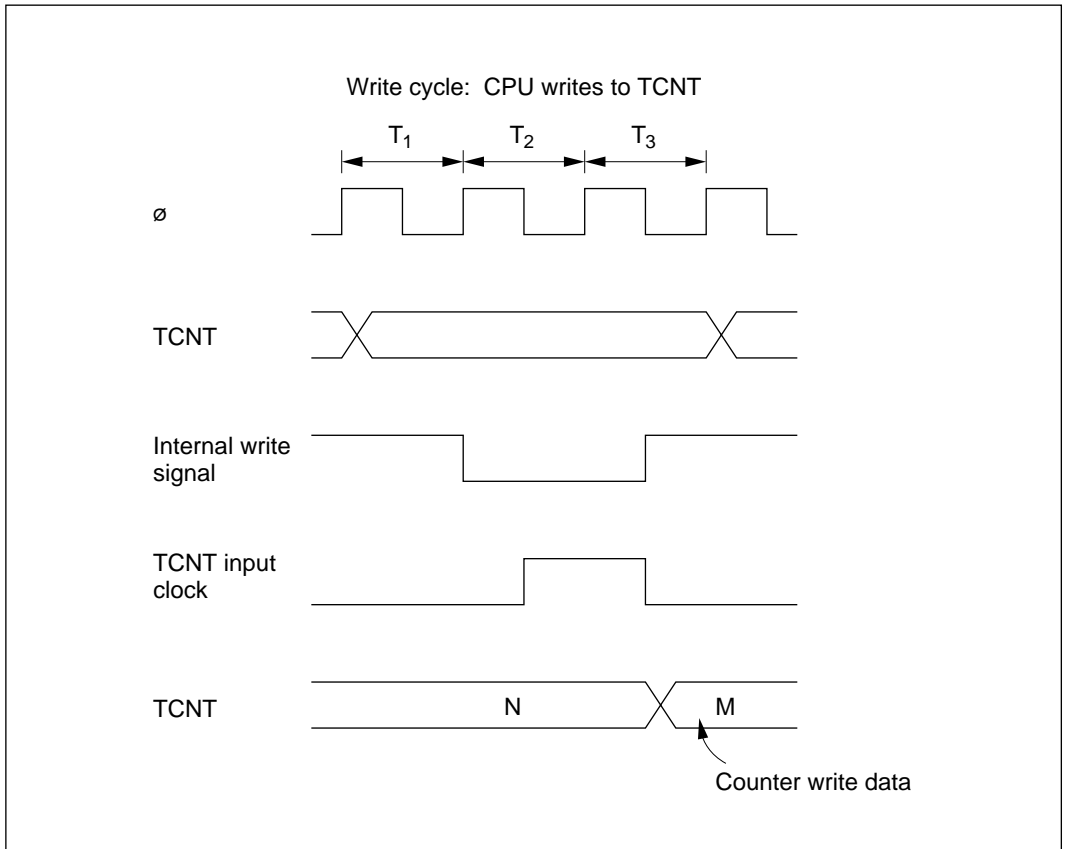 Write cycle: CPU writes to TCNT
T₁ T₂ T₃
ø
TCNT
Internal write
signal
TCNT input
clock
TCNT N M
Counter write data